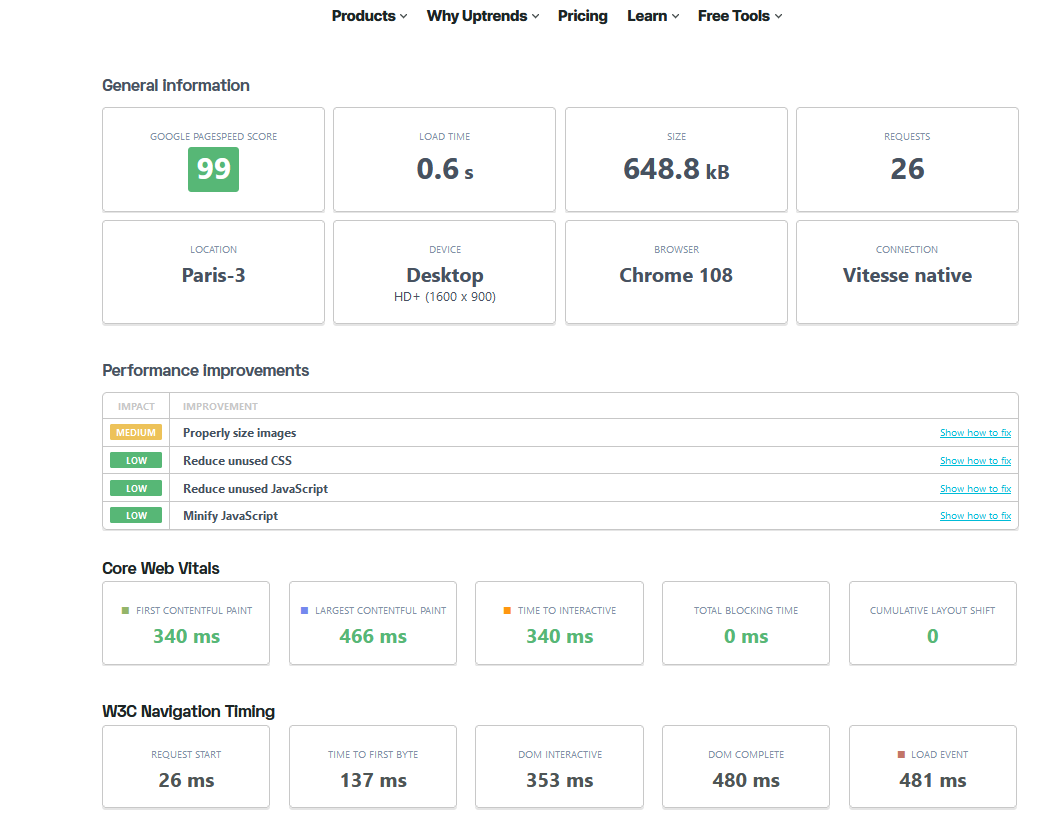 Products Why Uptrends Pricing Learn Free Tools
General information
GOOGLE PAGESPEED SCORE
99
LOAD TIME
0.6 s
SIZE
648.8 kB
REQUESTS
26
LOCATION
Paris-3
DEVICE
Desktop
HD+ (1600 x 900)
BROWSER
Chrome 108
CONNECTION
Vitesse native
Performance improvements
IMPACT IMPROVEMENT
MEDIUM Properly size images Show how to fix
LOW Reduce unused CSS Show how to fix
LOW Reduce unused JavaScript Show how to fix
LOW Minify JavaScript Show how to fix
Core Web Vitals
FIRST CONTENTFUL PAINT
340 ms
LARGEST CONTENTFUL PAINT
466 ms
TIME TO INTERACTIVE
340 ms
TOTAL BLOCKING TIME
0 ms
CUMULATIVE LAYOUT SHIFT
0
W3C Navigation Timing
REQUEST START
26 ms
TIME TO FIRST BYTE
137 ms
DOM INTERACTIVE
353 ms
DOM COMPLETE
480 ms
LOAD EVENT
481 ms